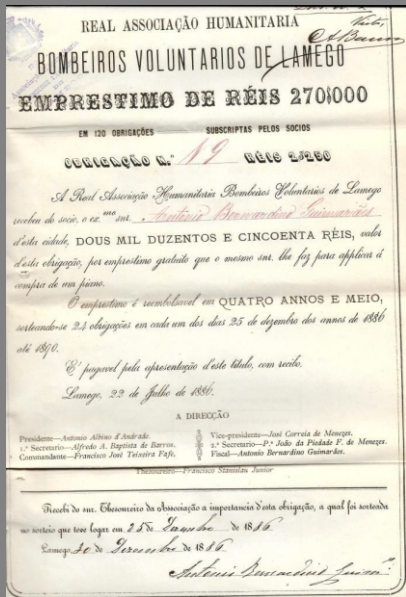 REAL ASSOCIAÇÃO HUMANITARIA
BOMBEIROS VOLUNTARIOS DE LAMEGO
EMPRESTIMO DE RÉIS 270$000
EM 120 OBRIGAÇÕES SUBSCRIPTAS PELOS SOCIOS
OBRIGAÇÃO N.º 19 RÉIS 2$250
A Real Associação Humanitaria Bombeiros Voluntarios de Lamego
recebeu do socio, o ex.mo snr. Antonio Bernardino Guimarães
d'esta cidade, DOUS MIL DUZENTOS E CINCOENTA RÉIS, valor
d'esta obrigação, por emprestimo gratuito que o mesmo snr. lhe faz para applicar á
compra de um piano.
O emprestimo é reembolsavel em QUATRO ANNOS E MEIO,
sorteando-se 24 obrigações em cada um dos dias 25 de dezembro dos annos de 1886
até 1890.
E' pagavel pela apresentação d'este titulo, com recibo.
Lamego, 22 de Julho de 1886.
A DIRECÇÃO
Presidente—Antonio Albino d'Andrade.
1.º Secretario—Alfredo A. Baptista de Barros.
Commandante—Francisco José Teixeira Fafe.
Vice-presidente—José Correia de Menezes.
2.º Secretario—P.e João da Piedade F. de Menezes.
Fiscal—Antonio Bernardino Guimarães.
Thesoureiro—Francisco Stanislau Junior
Recebi do snr. Thesoureiro da Associação a importancia d'esta obrigação, a qual foi sorteada
no sorteio que teve logar em 25 de Dezembro de 1886
Lamego 30 de Dezembro de 1886
Antonio Bernardino Guim.es